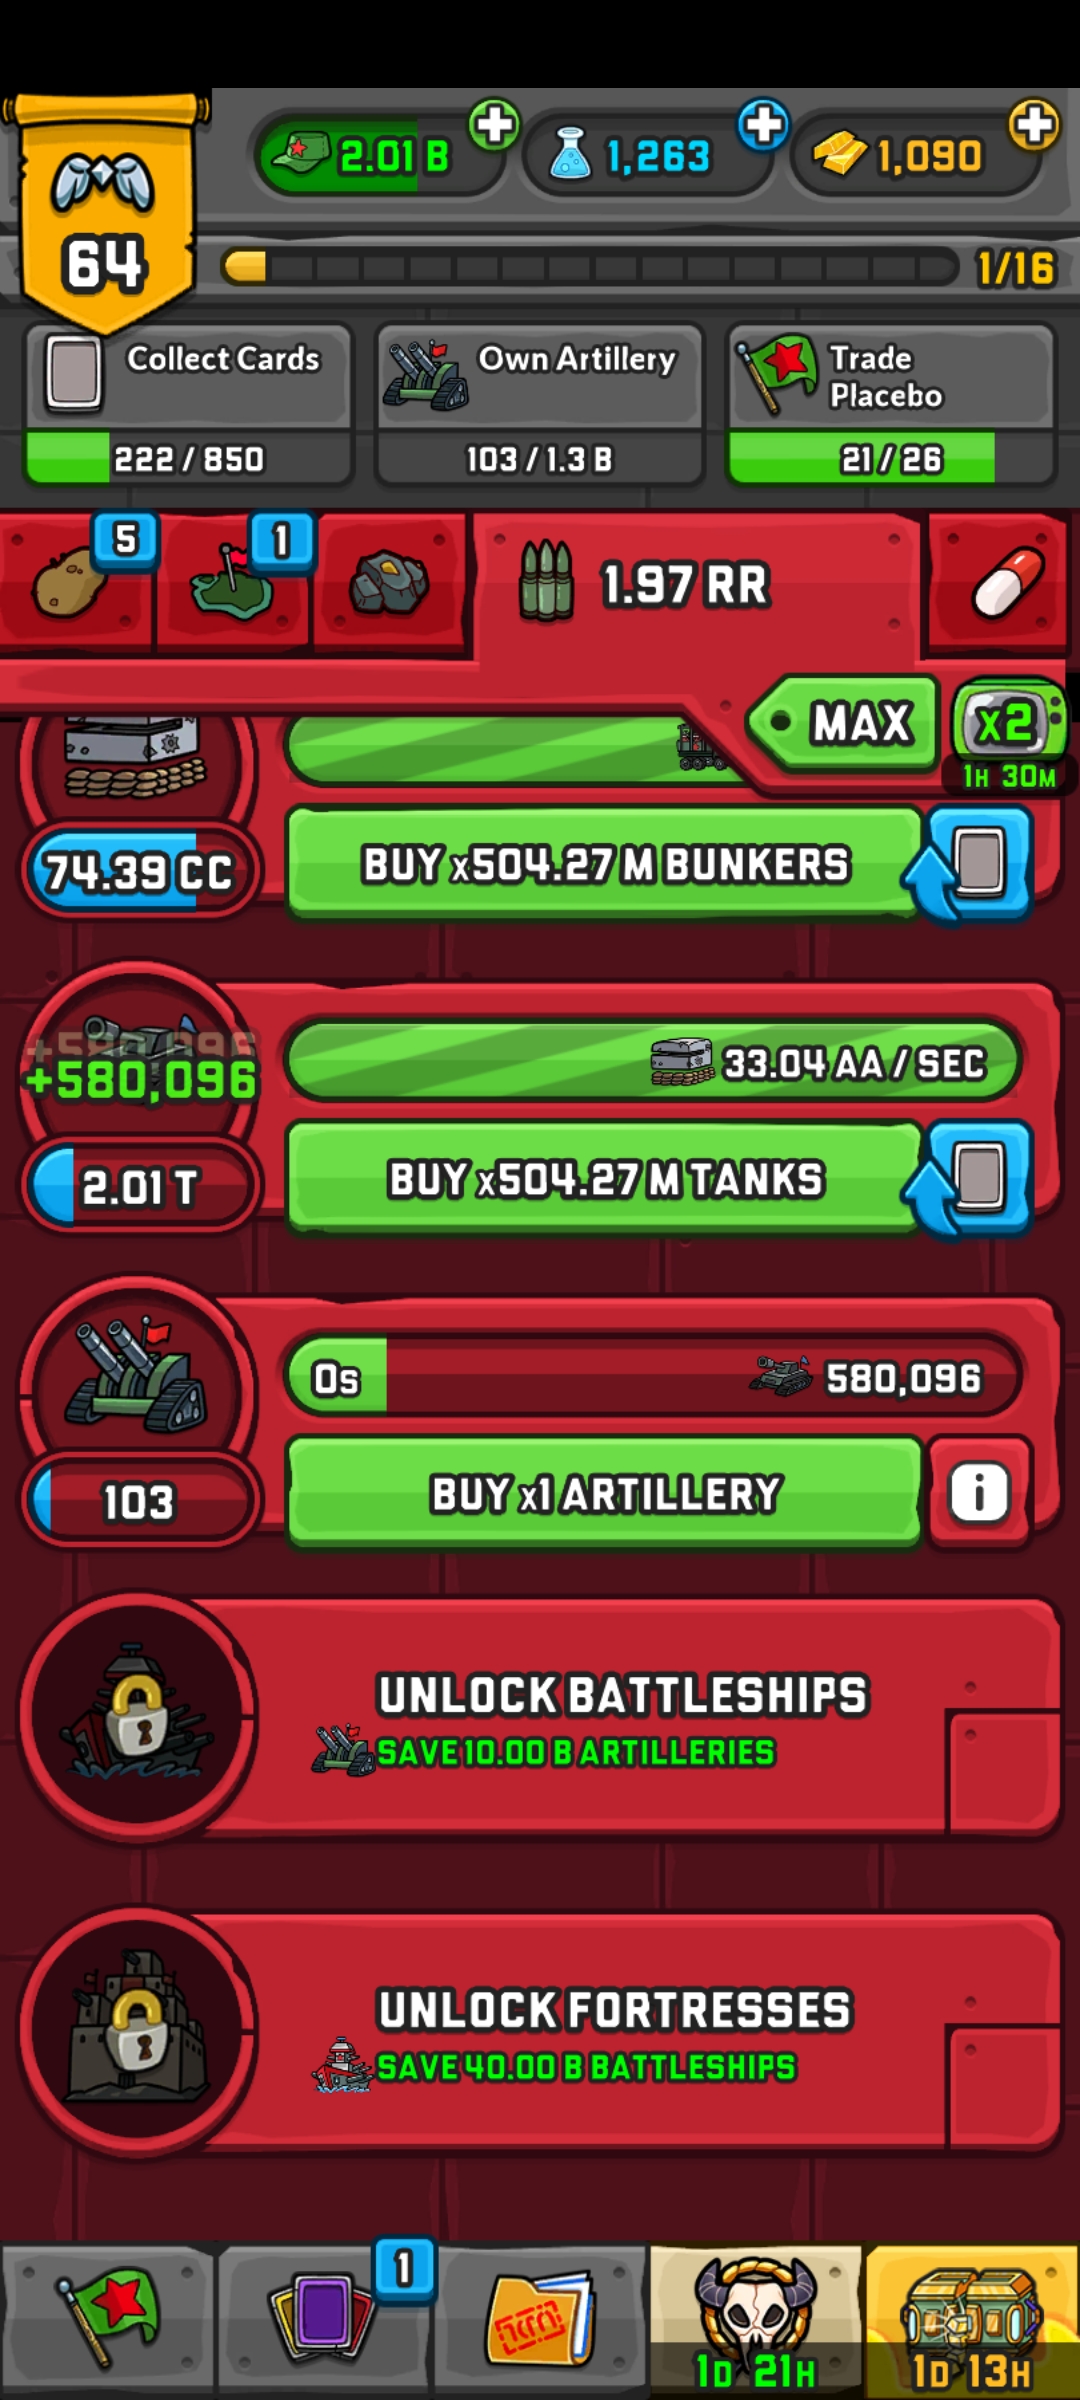 64
2.01 B
1,263
1,090
1/16
Collect Cards
222 / 850
Own Artillery
103 / 1.3 B
Trade
Placebo
21 / 26
5
1
1.97 RR
MAX
x2
1H 30M
74.39 CC
BUY x504.27 M BUNKERS
+580,096
+580,096
33.04 AA / SEC
2.01 T
BUY x504.27 M TANKS
0s
580,096
103
BUY x1 ARTILLERY
i
UNLOCK BATTLESHIPS
SAVE 10.00 B ARTILLERIES
UNLOCK FORTRESSES
SAVE 40.00 B BATTLESHIPS
1
1D 21H
1D 13H